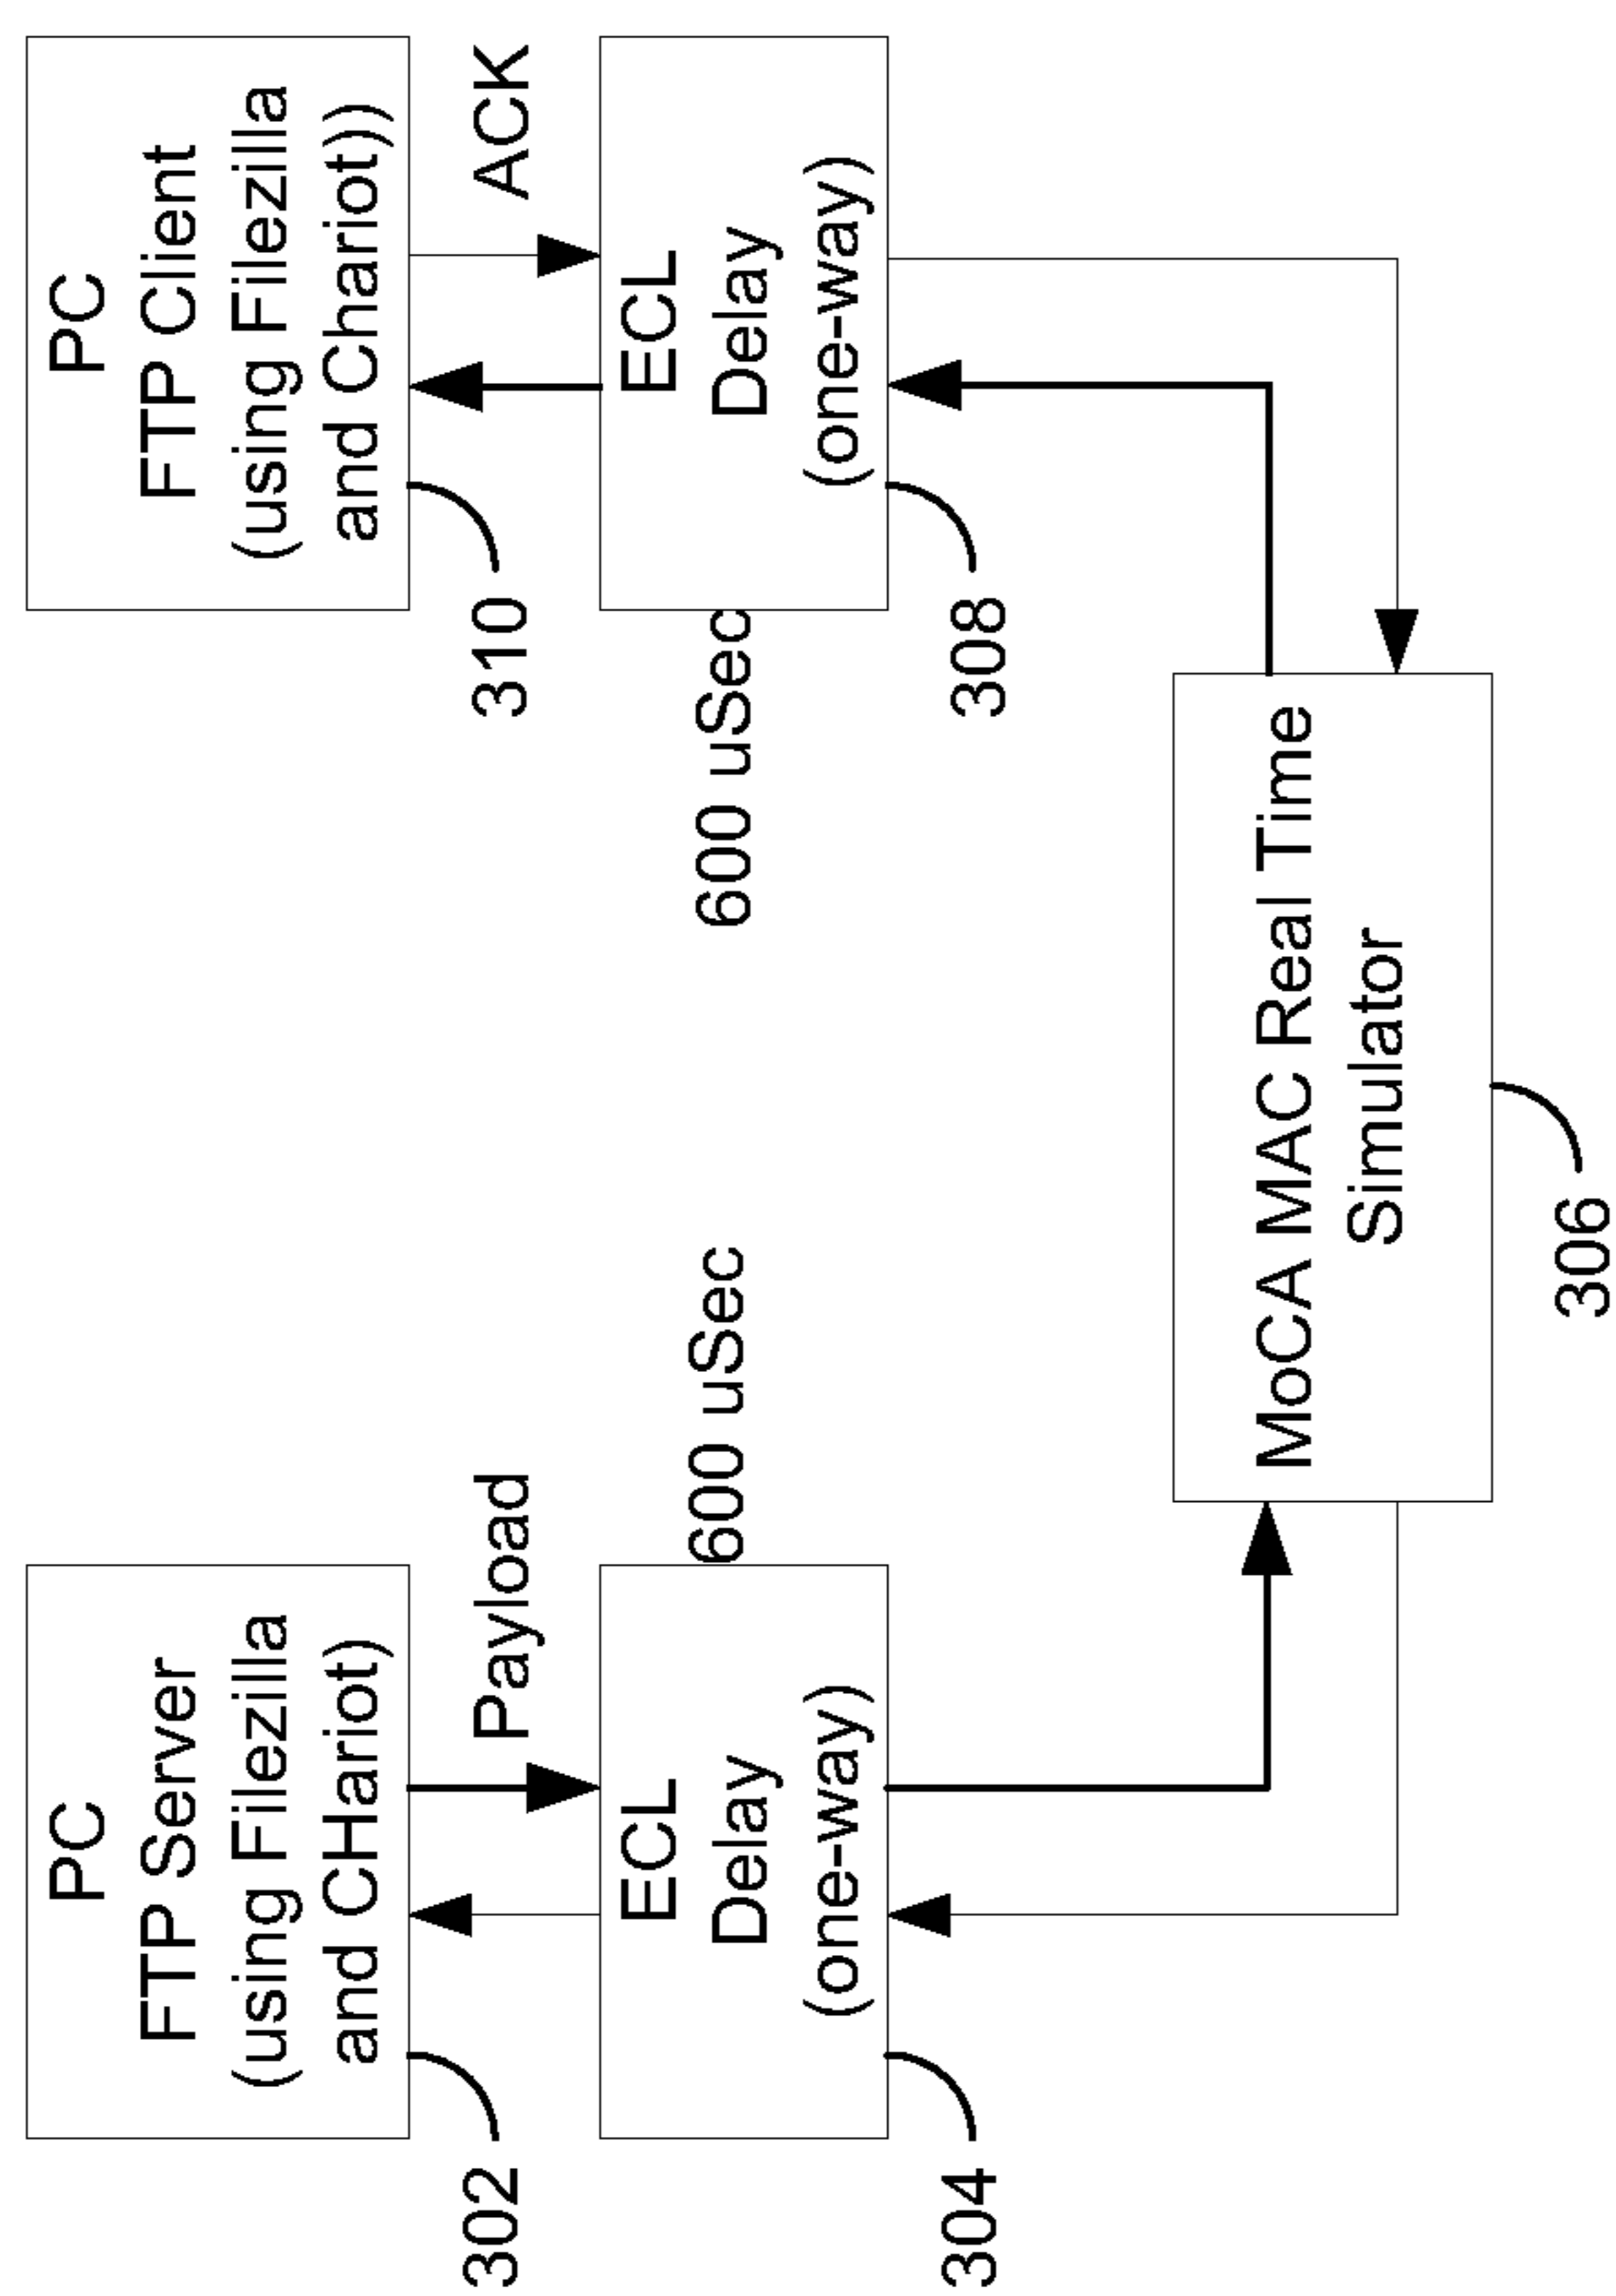 PC
FTP Server
(using Filezilla
and CHariot)
302
Payload
ECL
Delay
(one-way)
600 uSec
304
MoCA MAC Real Time
Simulator
306
PC
FTP Client
(using Filezilla
and Chariot))
310
ACK
600 uSec
ECL
Delay
(one-way)
308